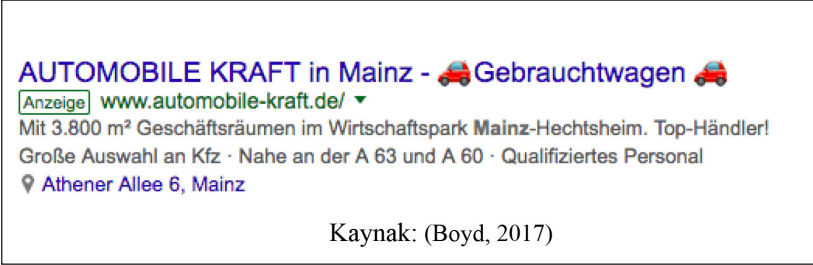 AUTOMOBILE KRAFT in Mainz - 🚗Gebrauchtwagen 🚗
Anzeige www.automobile-kraft.de/
Mit 3.800 m² Geschäftsräumen im Wirtschaftspark Mainz-Hechtsheim. Top-Händler!
Große Auswahl an Kfz · Nahe an der A 63 und A 60 · Qualifiziertes Personal
Athener Allee 6, Mainz
Kaynak: (Boyd, 2017)